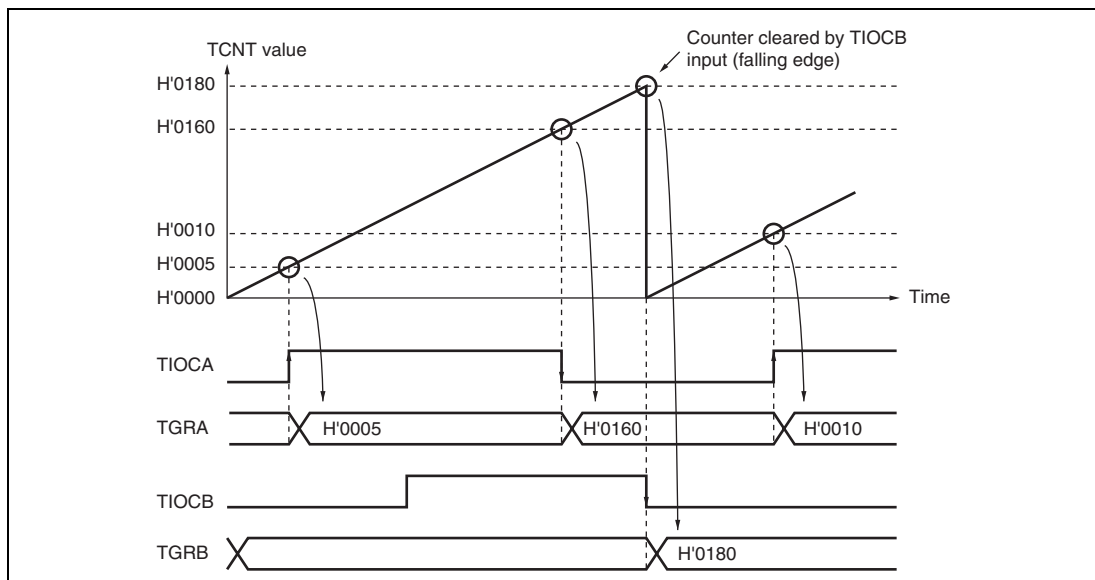 Counter cleared by TIOCB
input (falling edge)
TCNT value
H'0180
H'0160
H'0010
H'0005
H'0000
Time
TIOCA
TGRA
H'0005
H'0160
H'0010
TIOCB
TGRB
H'0180